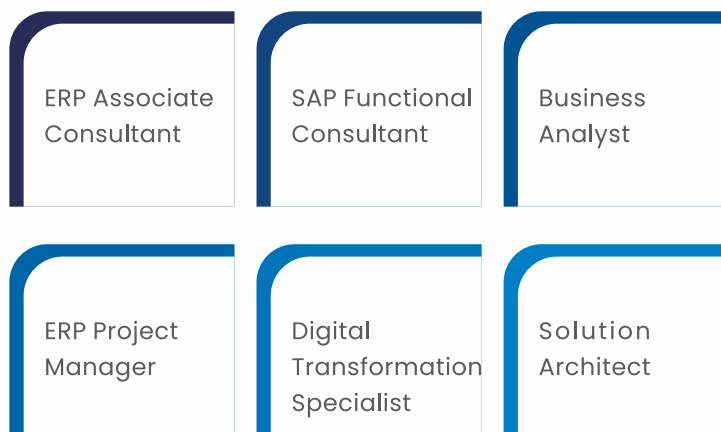 ERP Associate
Consultant
SAP Functional
Consultant
Business
Analyst
ERP Project
Manager
Digital
Transformation
Specialist
Solution
Architect